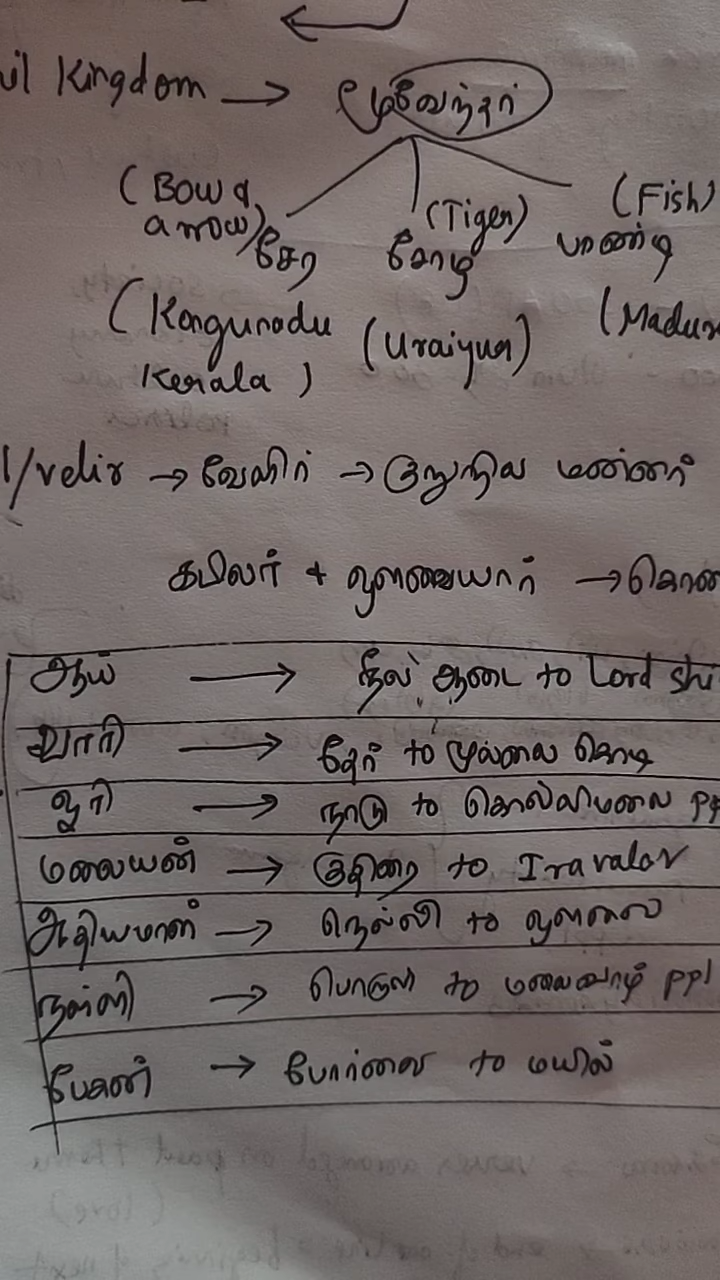 il Kingdom → மூவேந்தர்
(Bow & arrow) (Tiger) (Fish)
சேர சோழ பாண்டி
(Kongunadu Kerala) (Uraiyur) (Madur
/velir → வேளிர் → குறுநில மன்னர்
கபிலர் + ஔவையார் →
ஆய் → நீல ஆடை to Lord Shi
பாரி → தேர் to முல்லை கொடி
ஓரி → நாடு to கொல்லிமலை pp
மலையன் → குதிரை to Iravalar
அதியமான் → நெல்லி to ஔவை
நள்ளி → பொருள் to மலைவாழ் ppl
பேகன் → போர்வை to மயில்